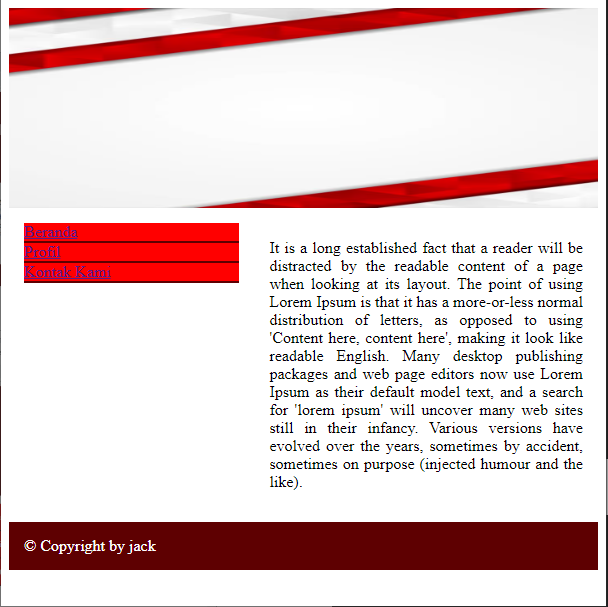 Beranda
Profil
Kontak Kami
It is a long established fact that a reader will be
distracted by the readable content of a page
when looking at its layout. The point of using
Lorem Ipsum is that it has a more-or-less normal
distribution of letters, as opposed to using
'Content here, content here', making it look like
readable English. Many desktop publishing
packages and web page editors now use Lorem
Ipsum as their default model text, and a search
for 'lorem ipsum' will uncover many web sites
still in their infancy. Various versions have
evolved over the years, sometimes by accident,
sometimes on purpose (injected humour and the
like).
© Copyright by jack